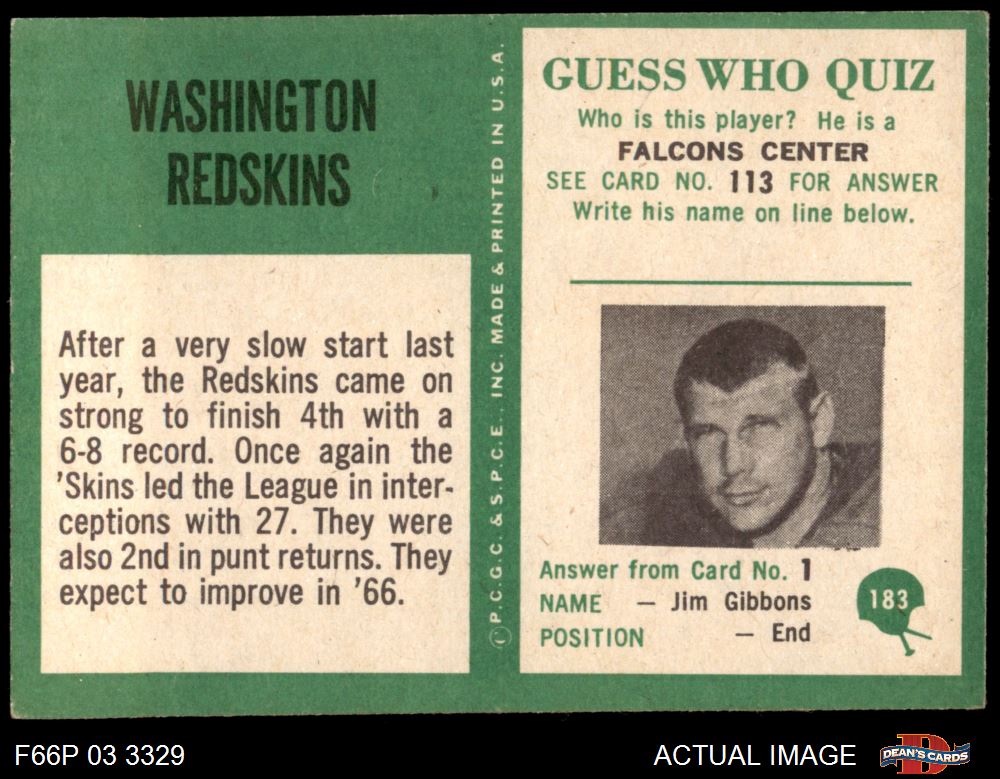 WASHINGTON
REDSKINS
After a very slow start last
year, the Redskins came on
strong to finish 4th with a
6-8 record. Once again the
'Skins led the League in inter-
ceptions with 27. They were
also 2nd in punt returns. They
expect to improve in '66.
© P.C.G.C. & S.P.C.E., INC. MADE & PRINTED IN U.S.A.
GUESS WHO QUIZ
Who is this player? He is a
FALCONS CENTER
SEE CARD NO. 113 FOR ANSWER
Write his name on line below.
Answer from Card No. 1
NAME — Jim Gibbons
POSITION — End
183
F66P 03 3329
ACTUAL IMAGE
DEAN'S CARDS